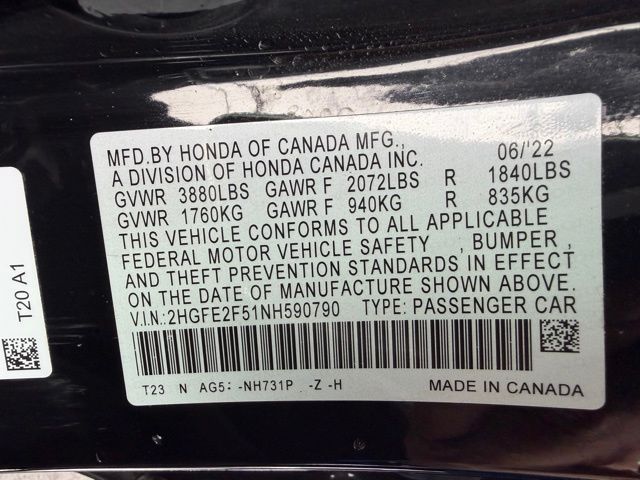 MFD.BY HONDA OF CANADA MFG., 06/'22
A DIVISION OF HONDA CANADA INC.
GVWR 3880LBS GAWR F 2072LBS R 1840LBS
GVWR 1760KG GAWR F 940KG R 835KG
THIS VEHICLE CONFORMS TO ALL APPLICABLE
FEDERAL MOTOR VEHICLE SAFETY , BUMPER ,
AND THEFT PREVENTION STANDARDS IN EFFECT
ON THE DATE OF MANUFACTURE SHOWN ABOVE.
V.I.N.:2HGFE2F51NH590790 TYPE: PASSENGER CAR
T23 N AG5: -NH731P -Z -H MADE IN CANADA
T20 A1